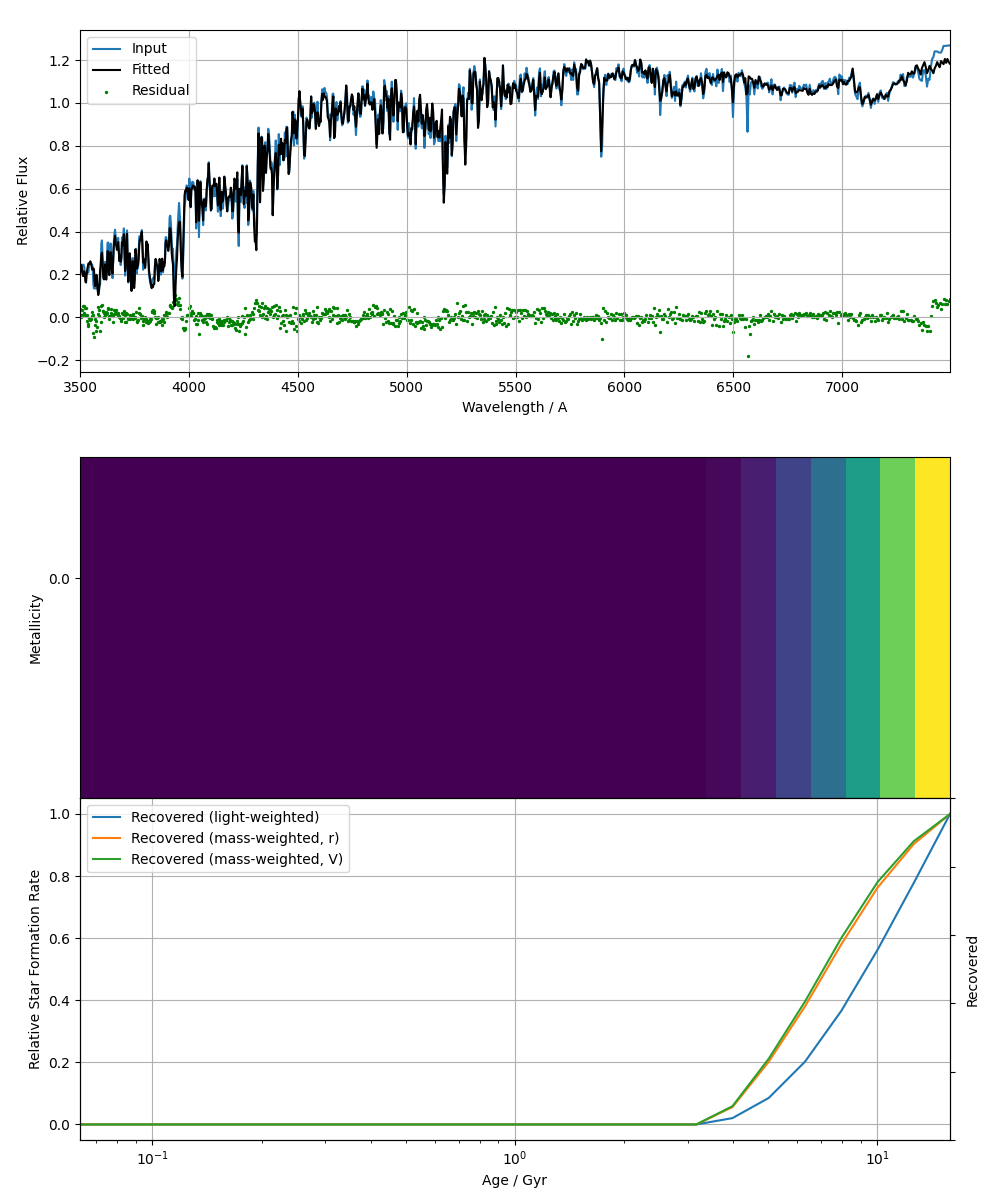 Input
Fitted
Residual
Relative Flux
1.2
1.0
0.8
0.6
0.4
0.2
0.0
−0.2
3500 4000 4500 5000 5500 6000 6500 7000
Wavelength / A
Metallicity
0.0
Recovered (light-weighted)
Recovered (mass-weighted, r)
Recovered (mass-weighted, V)
Relative Star Formation Rate
1.0
0.8
0.6
0.4
0.2
0.0
Recovered
10⁻¹ 10⁰ 10¹
Age / Gyr